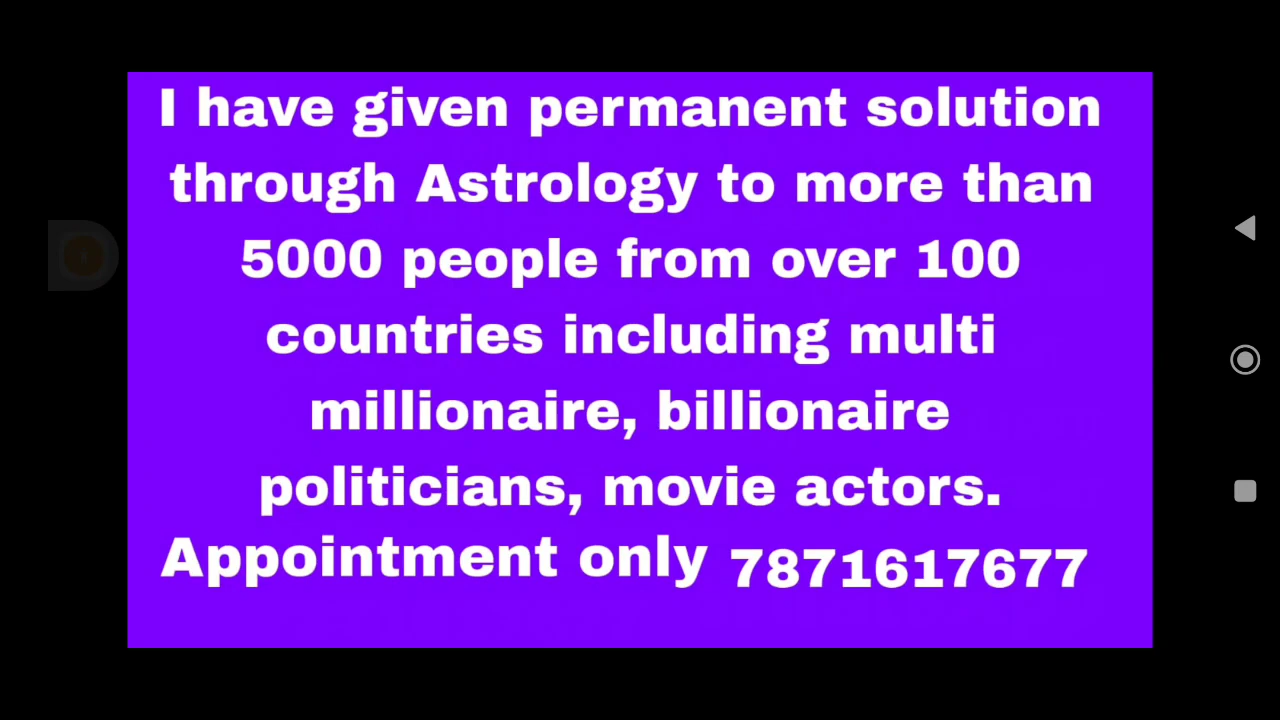 I have given permanent solution
through Astrology to more than
5000 people from over 100
countries including multi
millionaire, billionaire
politicians, movie actors.
Appointment only 7871617677